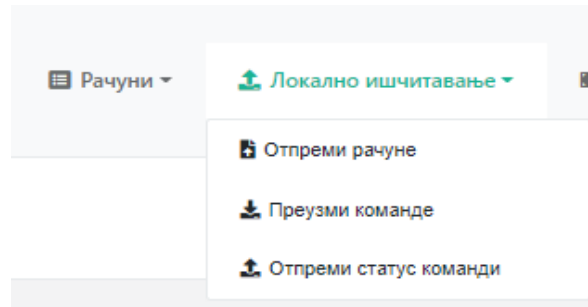 Рачуни
Локално ишчитавање
Отпреми рачуне
Преузми команде
Отпреми статус команди